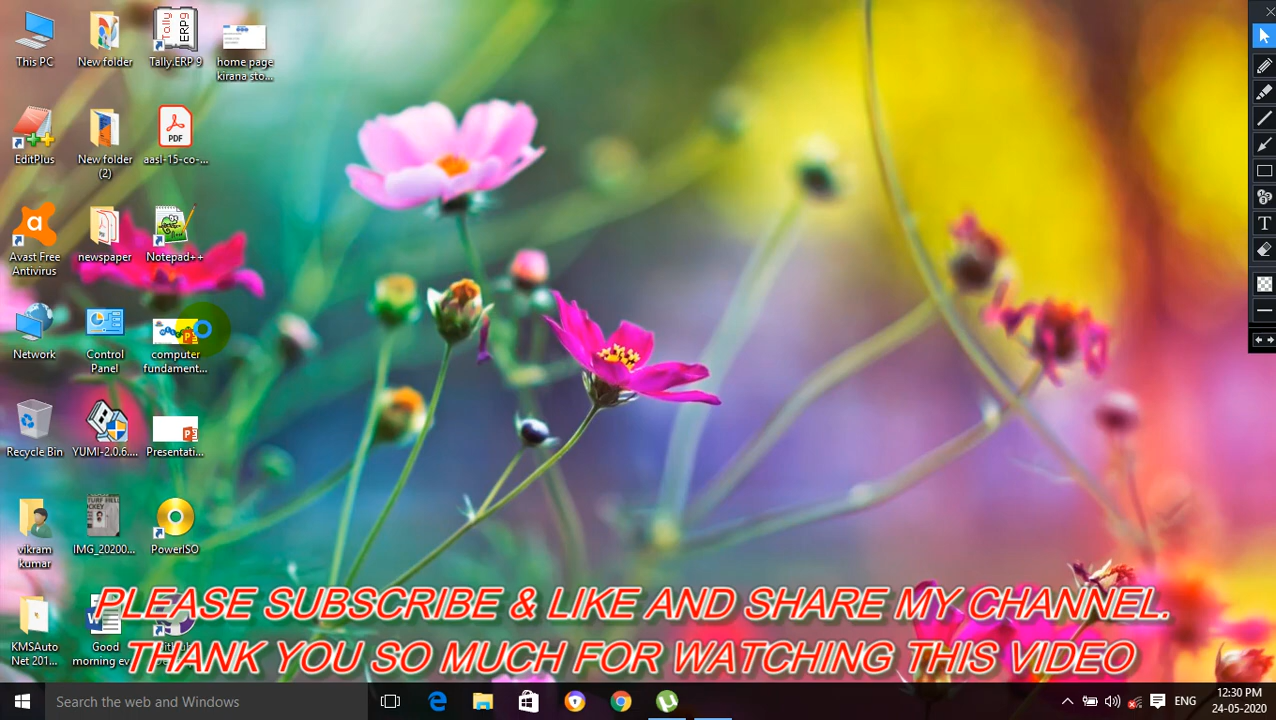 This PC
New folder
Tally.ERP 9
home page
kirana sto...
EditPlus
New folder
(2)
PDF
aasl-15-co-...
Avast Free
Antivirus
newspaper
Notepad++
Network
Control
Panel
computer
fundament...
Recycle Bin
YUMI-2.0.6....
Presentati...
vikram
kumar
IMG_20200...
PowerISO
KMSAuto
Net 201...
Good
morning ev...
PLEASE SUBSCRIBE & LIKE AND SHARE MY CHANNEL.
THANK YOU SO MUCH FOR WATCHING THIS VIDEO
Search the web and Windows
ENG
12:30 PM
24-05-2020